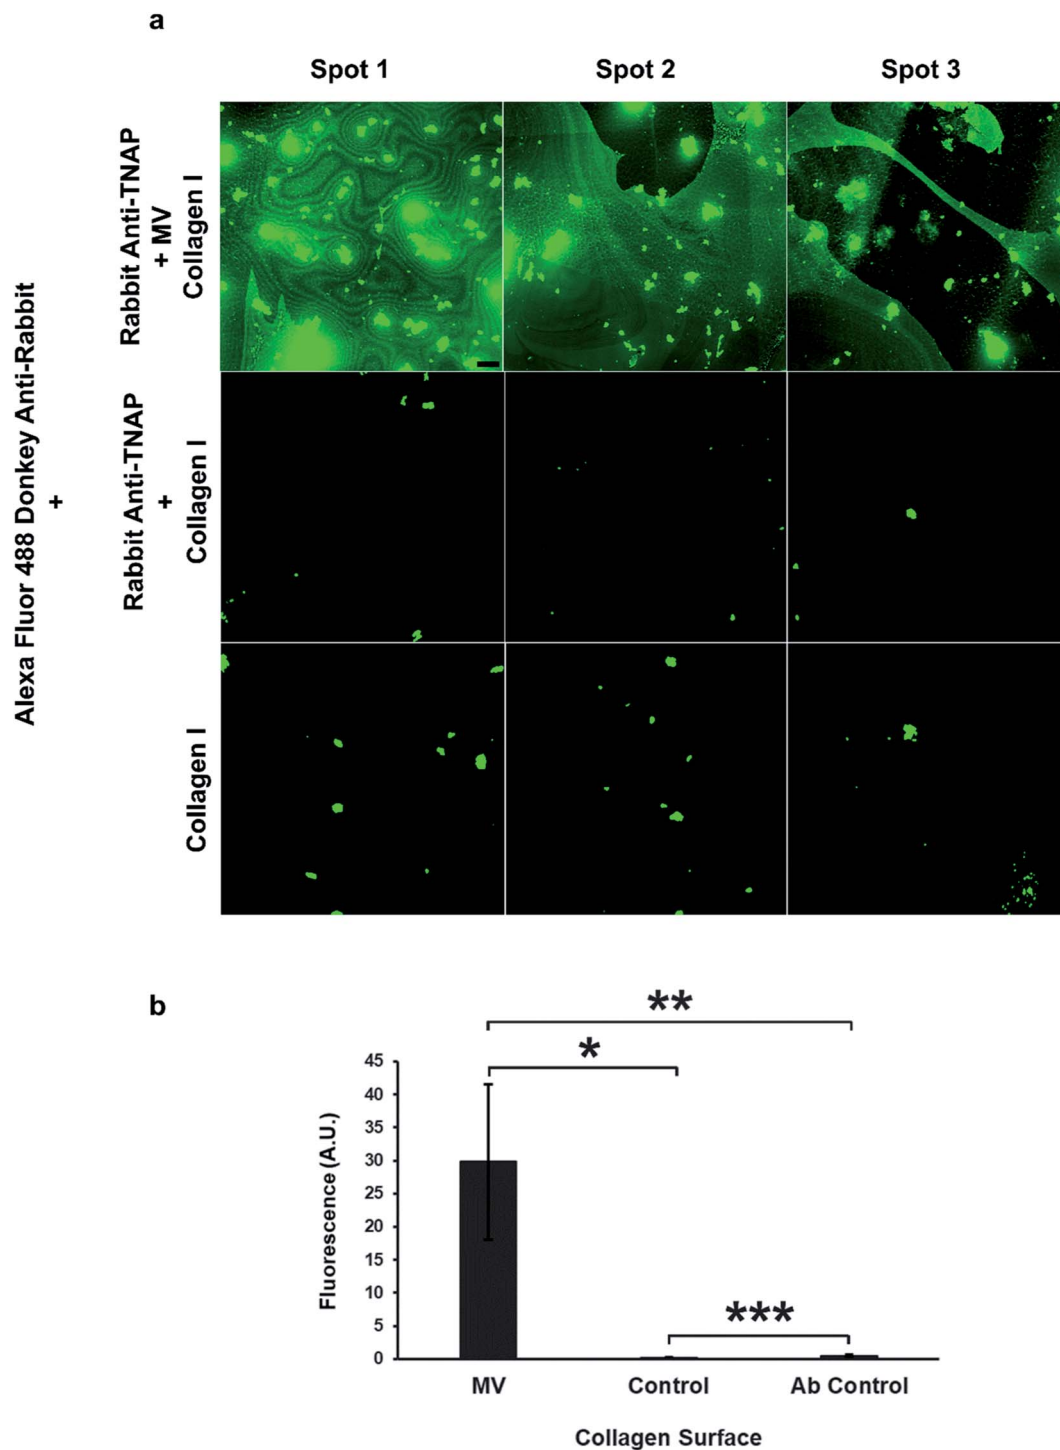 a
Spot 1 Spot 2 Spot 3
Alexa Fluor 488 Donkey Anti-Rabbit
+
Rabbit Anti-TNAP
+ MV
Collagen I
Rabbit Anti-TNAP
+
Collagen I
Collagen I
b
**
*
***
Fluorescence (A.U.)
45
40
35
30
25
20
15
10
5
0
MV Control Ab Control
Collagen Surface